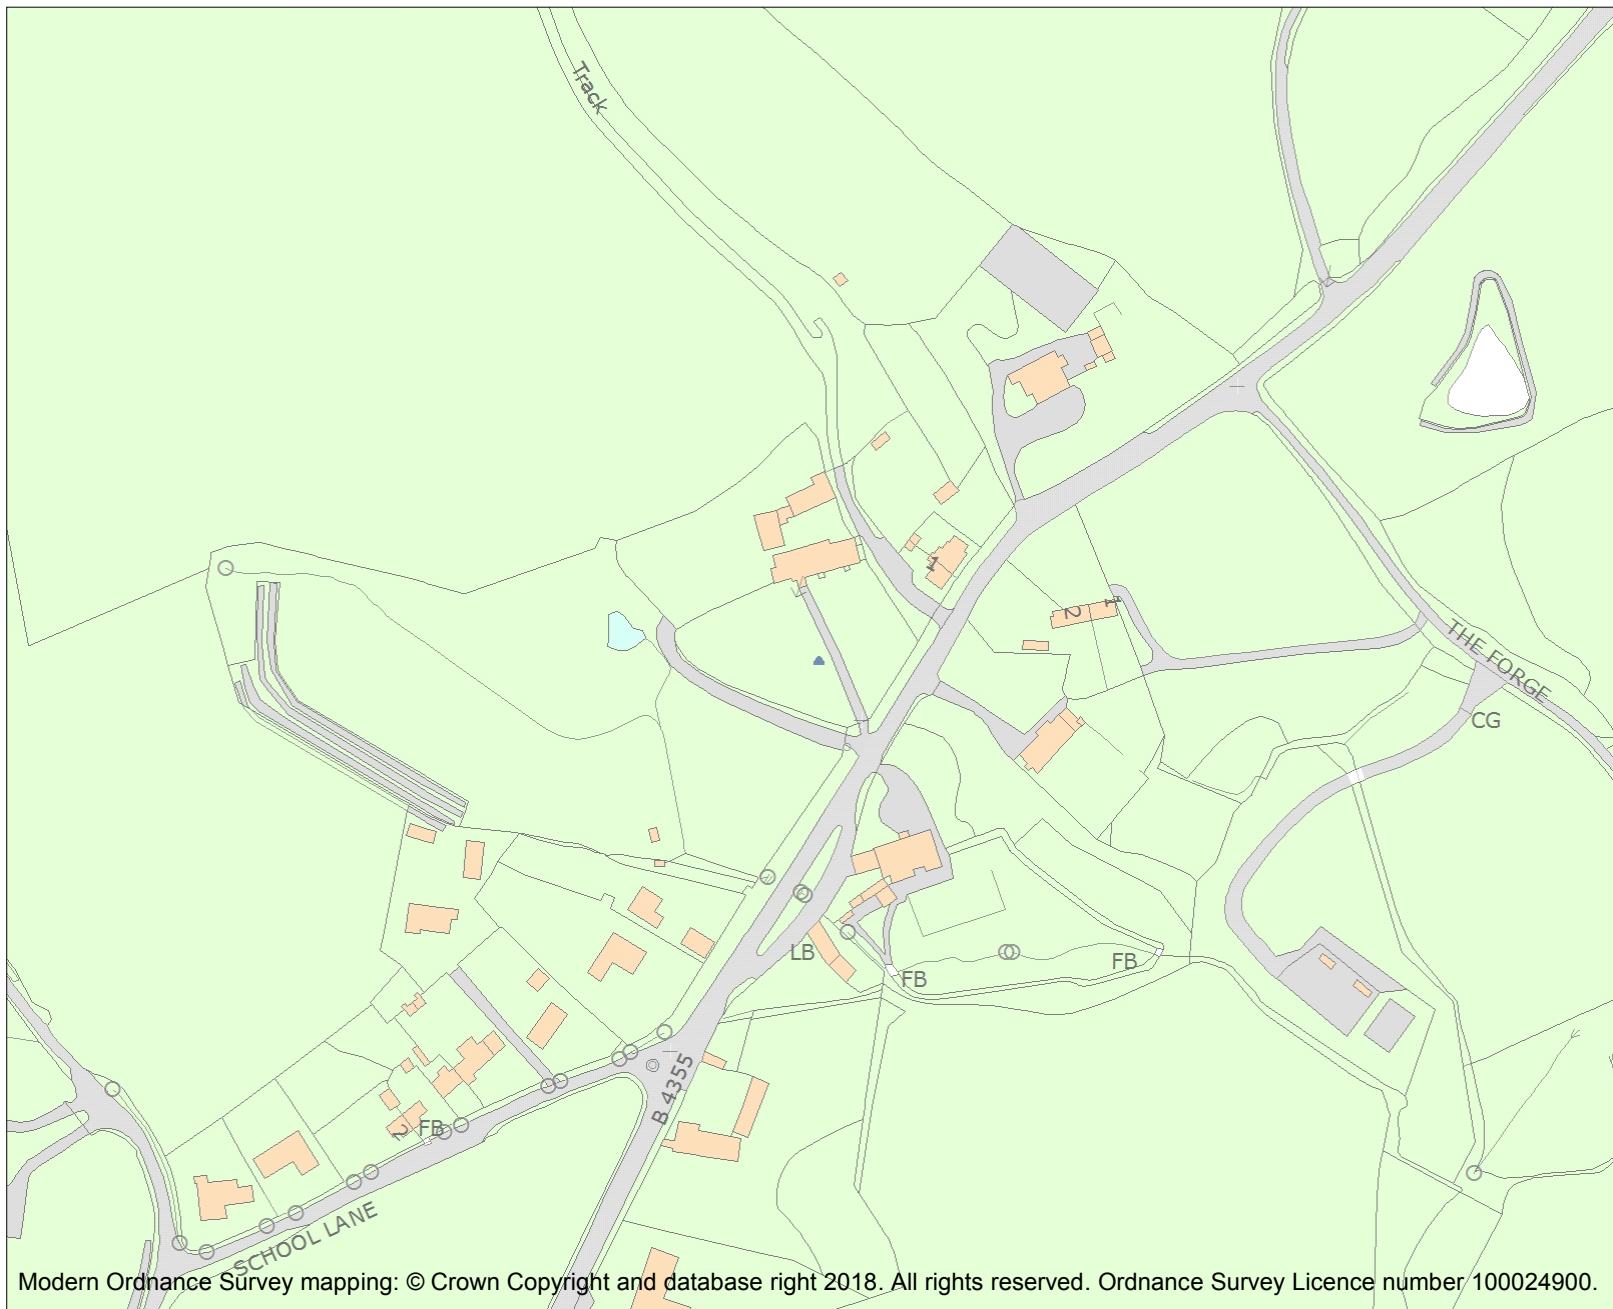 Track
1
2
1
THE FORGE
CG
LB
FB
FB
B 4355
2
FB
SCHOOL LANE
Modern Ordnance Survey mapping: © Crown Copyright and database right 2018. All rights reserved. Ordnance Survey Licence number 100024900.